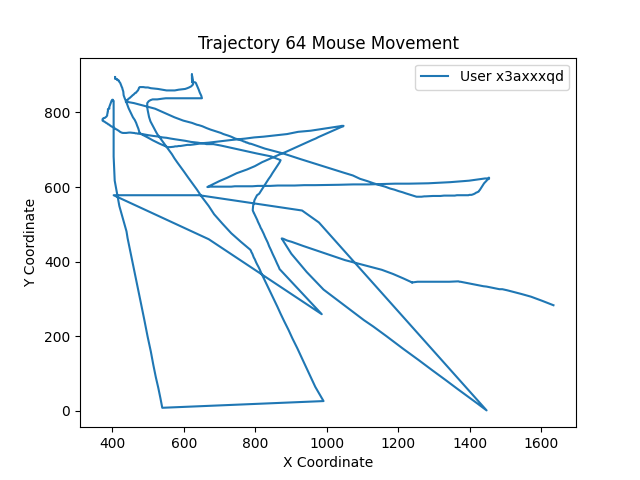 Trajectory 64 Mouse Movement
User x3axxxqd
Y Coordinate
800
600
400
200
0
400 600 800 1000 1200 1400 1600
X Coordinate